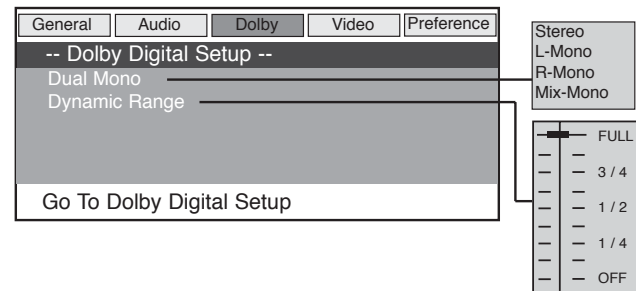 General Audio Dolby Video Preference
-- Dolby Digital Setup --
Dual Mono
Dynamic Range
Go To Dolby Digital Setup
Stereo
L-Mono
R-Mono
Mix-Mono
FULL
3 / 4
1 / 2
1 / 4
OFF